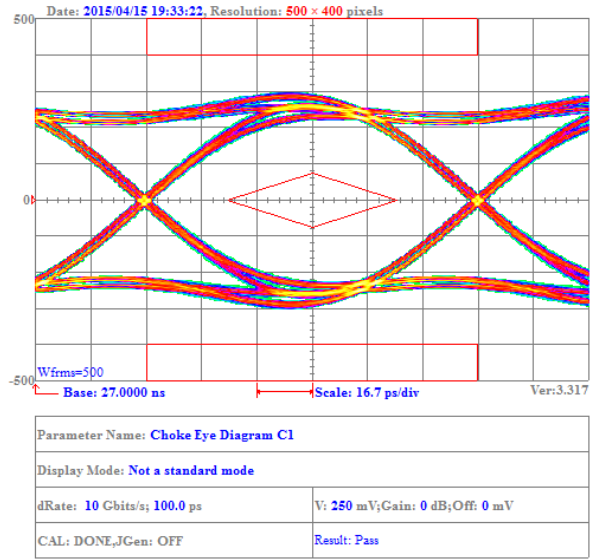 Date: 2015/04/15 19:33:22, Resolution: 500 × 400 pixels
500
0
-500
Wfrms=500
Ver:3.317
Base: 27.0000 ns
Scale: 16.7 ps/div
Parameter Name: Choke Eye Diagram C1
Display Mode: Not a standard mode
dRate: 10 Gbits/s; 100.0 ps
V: 250 mV;Gain: 0 dB;Off: 0 mV
CAL: DONE,JGen: OFF
Result: Pass